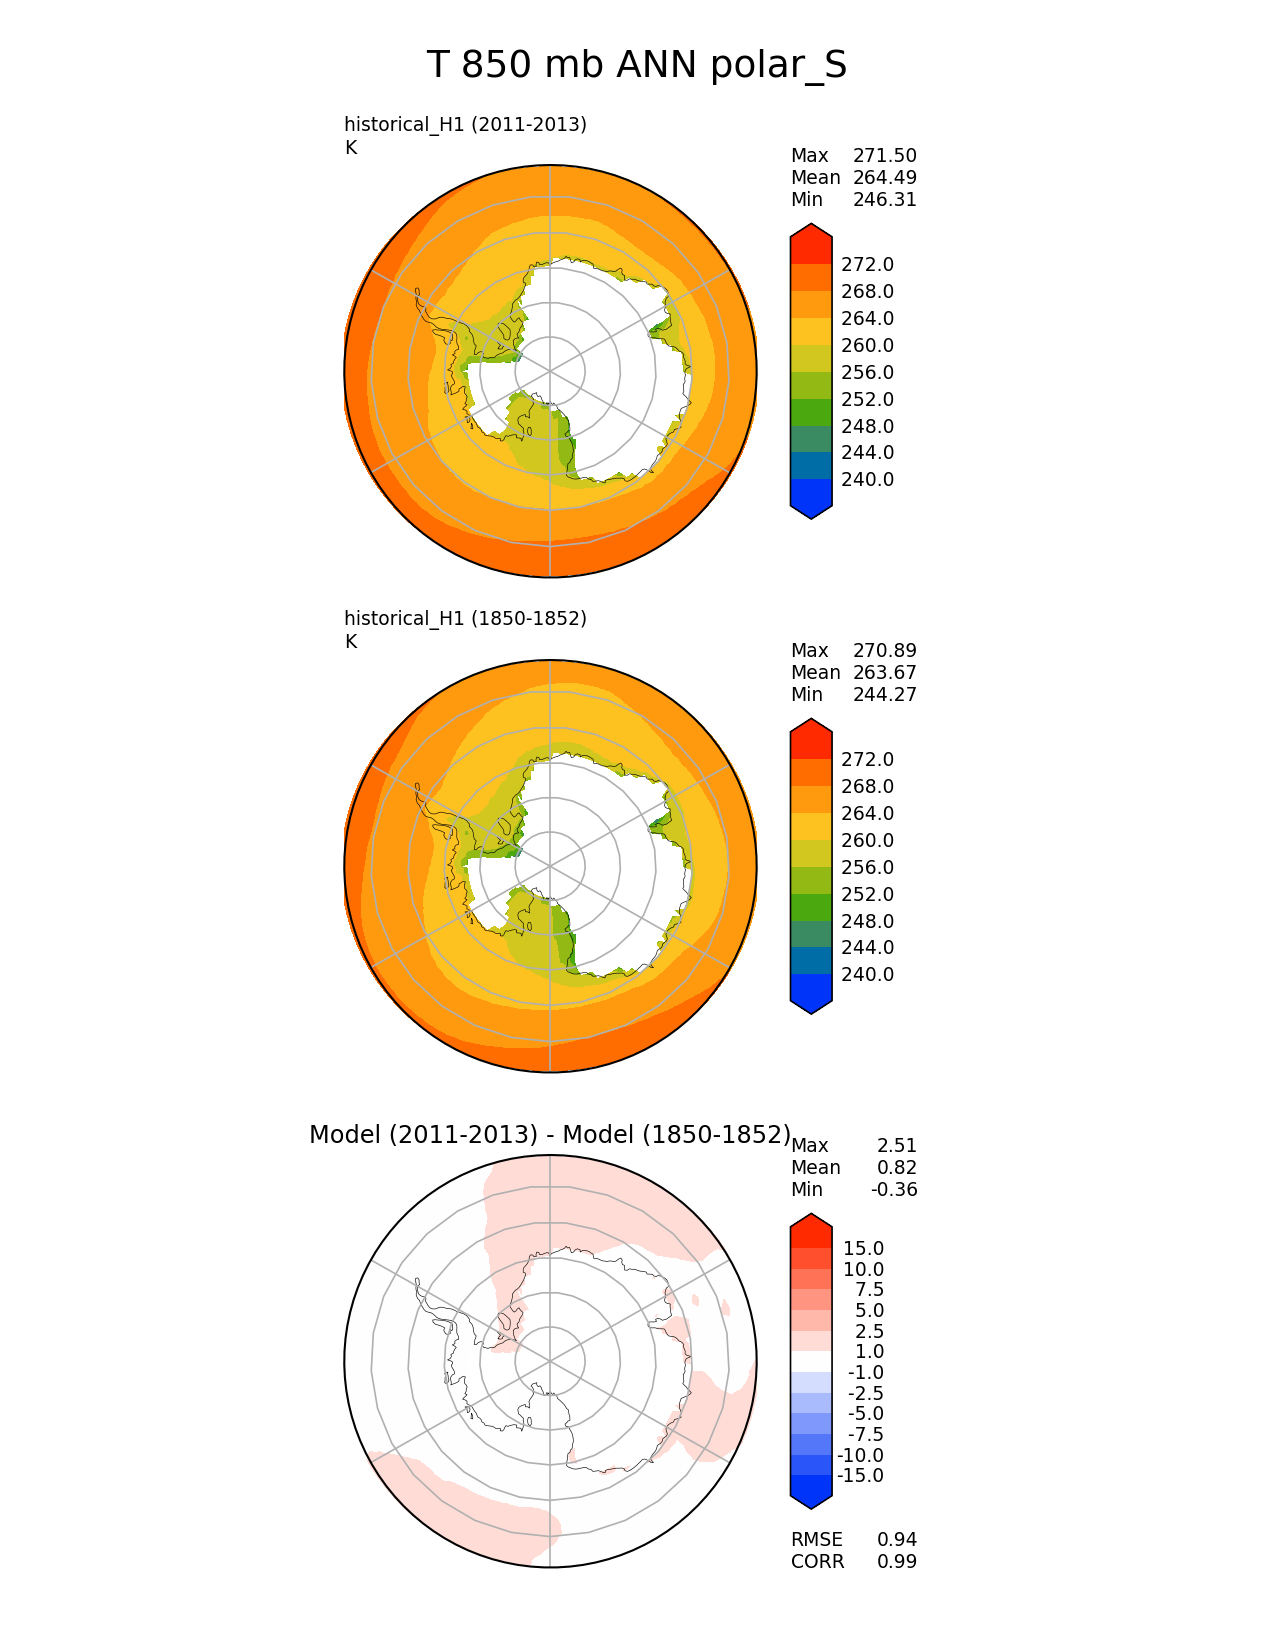 T 850 mb ANN polar_S
historical_H1 (2011-2013)
K
Max 271.50
Mean 264.49
Min 246.31
272.0
268.0
264.0
260.0
256.0
252.0
248.0
244.0
240.0
historical_H1 (1850-1852)
K
Max 270.89
Mean 263.67
Min 244.27
272.0
268.0
264.0
260.0
256.0
252.0
248.0
244.0
240.0
Model (2011-2013) - Model (1850-1852)
Max 2.51
Mean 0.82
Min -0.36
15.0
10.0
7.5
5.0
2.5
1.0
-1.0
-2.5
-5.0
-7.5
-10.0
-15.0
RMSE 0.94
CORR 0.99